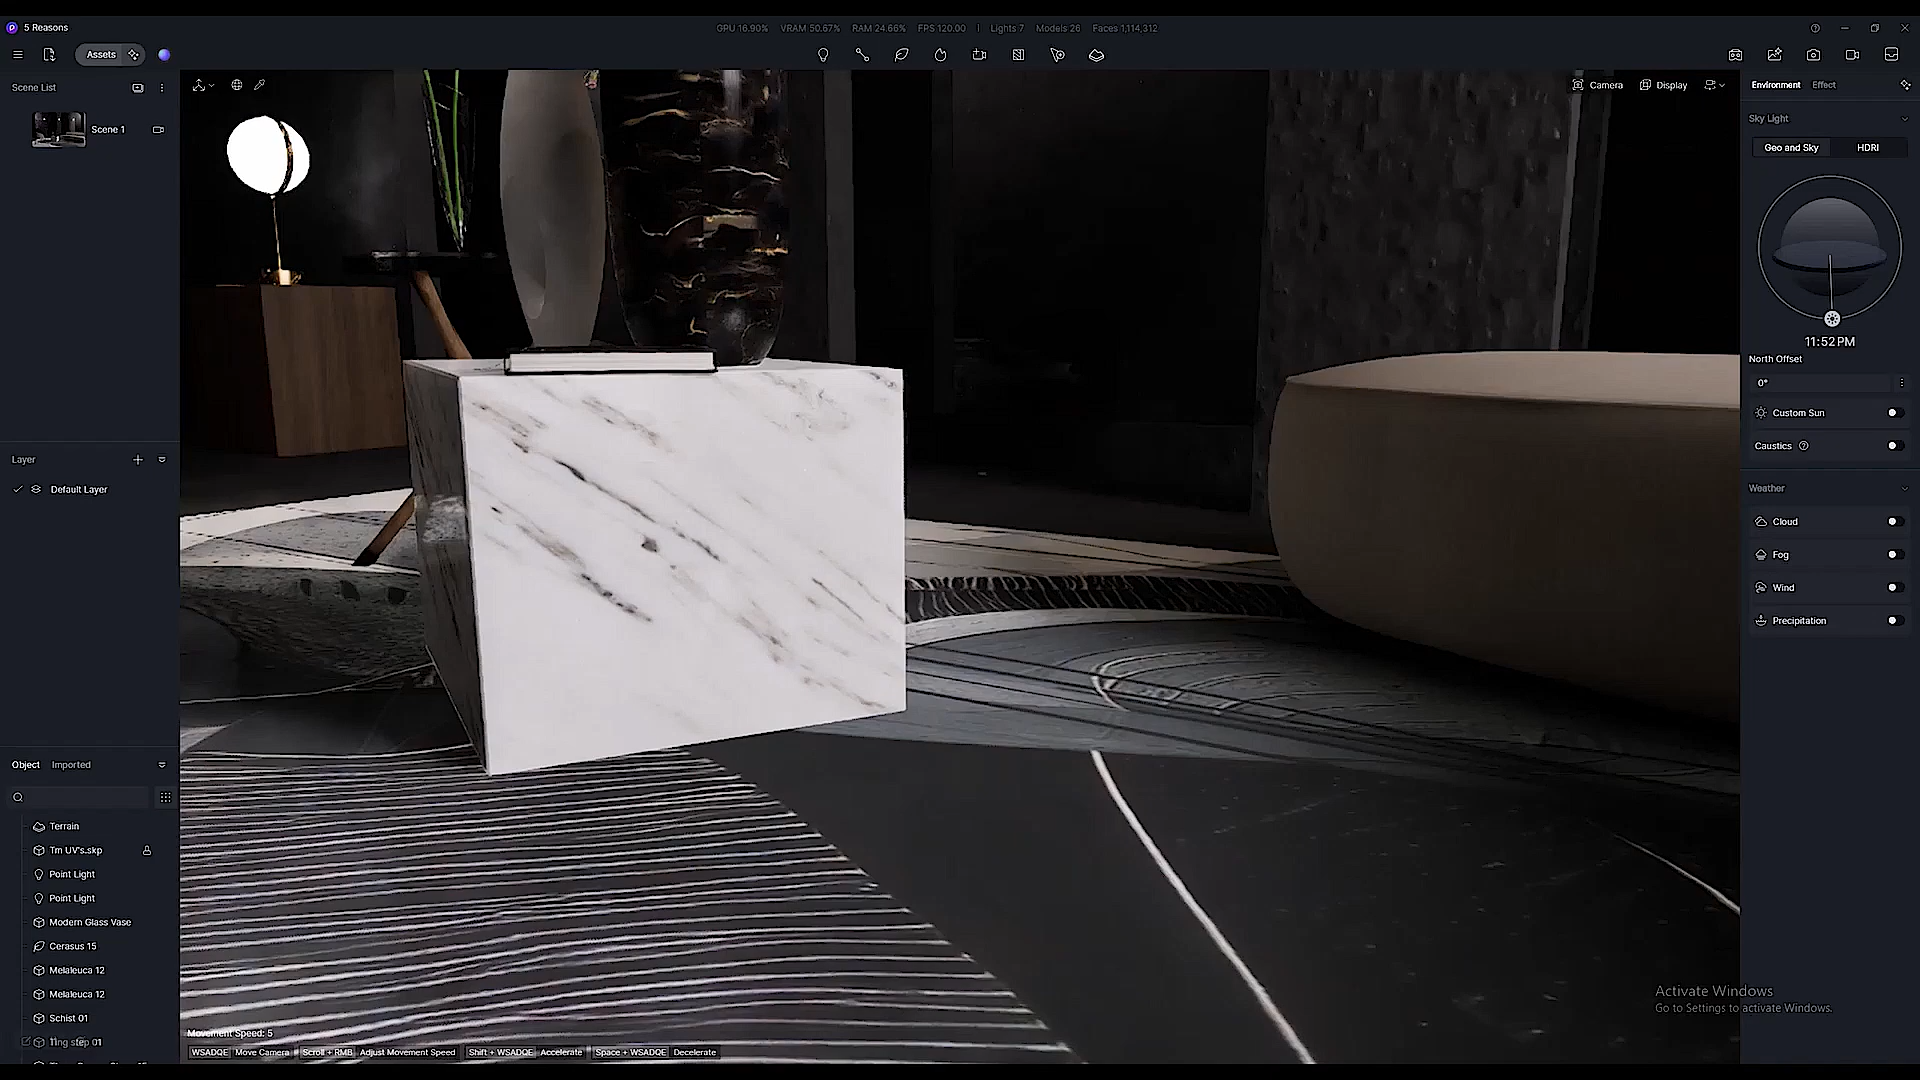 5 Reasons
GPU 16.90% VRAM 50.67% RAM 24.66% FPS 120.00 | Lights 7 Models 26 Faces 1,114,312
Assets
Scene List
Scene 1
Camera Display
Environment Effect
Sky Light
Geo and Sky HDRI
11:52 PM
North Offset
0°
Custom Sun
Caustics
Weather
Cloud
Fog
Wind
Precipitation
Layer
Default Layer
Object Imported
Terrain
Tm UV's.skp
Point Light
Point Light
Modern Glass Vase
Cerasus 15
Melaleuca 12
Melaleuca 12
Schist 01
Activate Windows
Go to Settings to activate Windows.
Movement Speed: 5
WSADQE Move Camera Scroll + RMB Adjust Movement Speed Shift + WSADQE Accelerate Space + WSADQE Decelerate